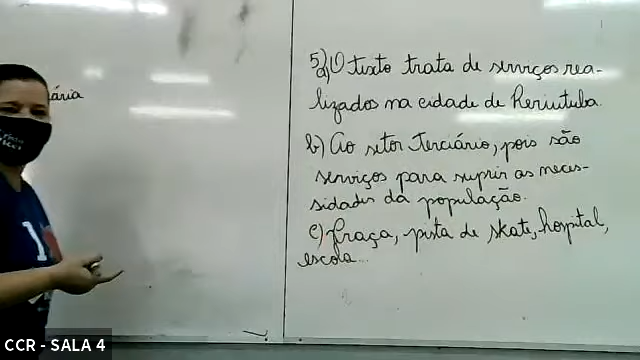 ária
5)a) O texto trata de serviços rea-
lizados na cidade de Heriutuba.
b) Ao setor terciário, pois são
serviços para suprir as neces-
sidades da população.
c) Praça, pista de skate, hospital,
escola...
CCR - SALA 4